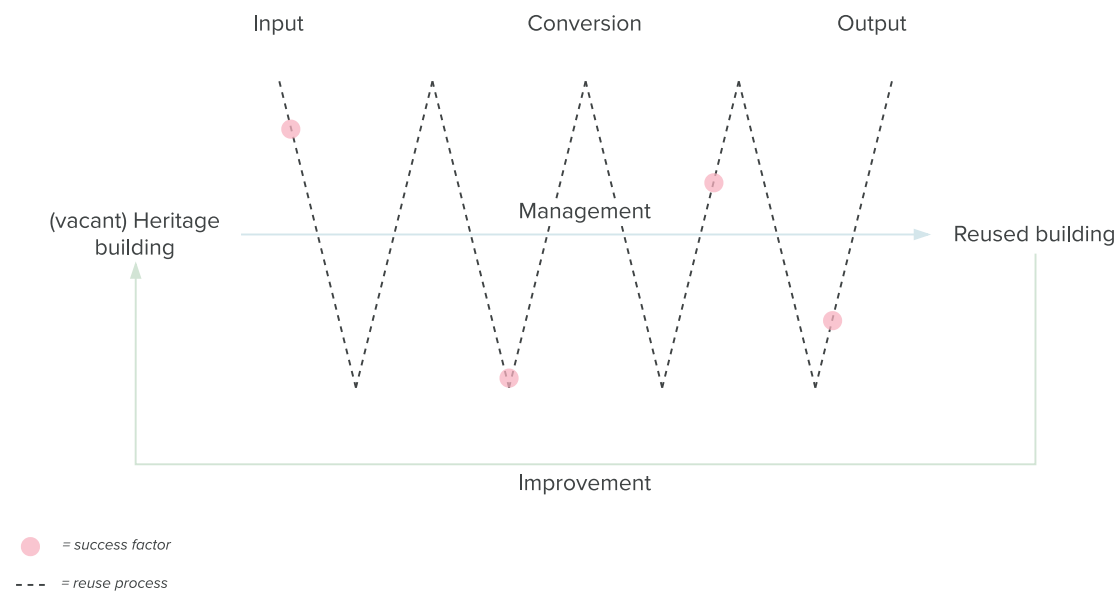 Input
Conversion
Output
Management
(vacant) Heritage
building
Reused building
Improvement
= success factor
= reuse process